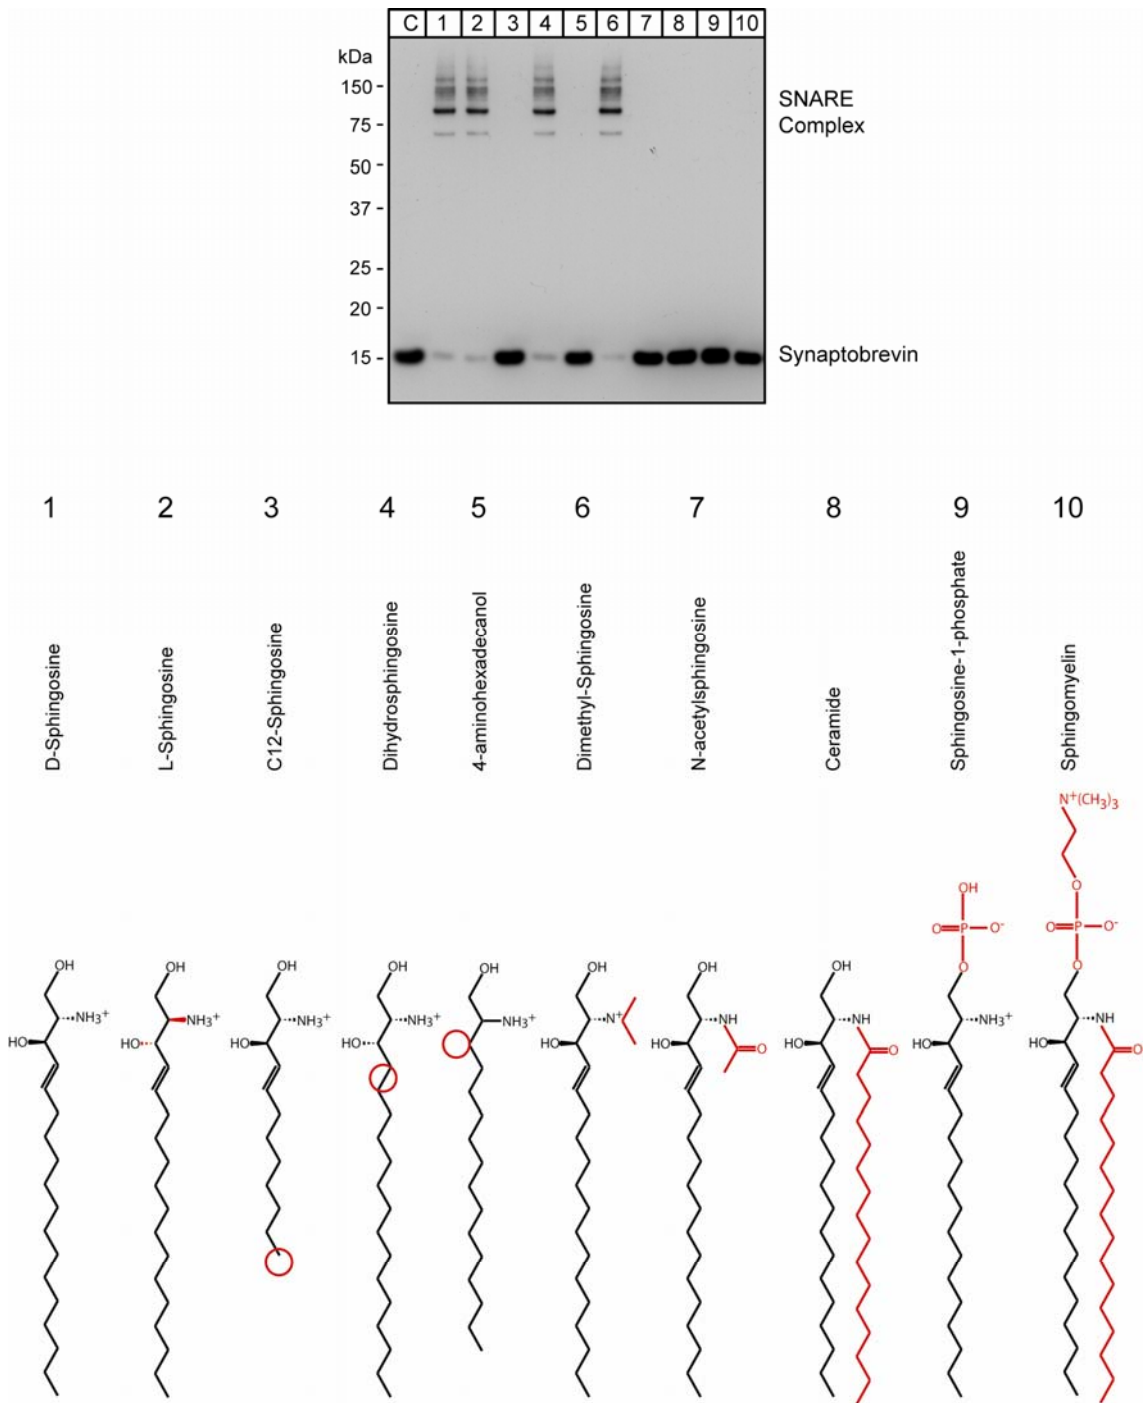 C 1 2 3 4 5 6 7 8 9 10
kDa
150 -
75 -
50 -
37 -
25 -
20 -
15 -
SNARE
Complex
Synaptobrevin
1 2 3 4 5 6 7 8 9 10
D-Sphingosine
L-Sphingosine
C12-Sphingosine
Dihydrosphingosine
4-aminohexadecanol
Dimethyl-Sphingosine
N-acetylsphingosine
Ceramide
Sphingosine-1-phosphate
Sphingomyelin
OH
NH3+
HO
OH
NH3+
HO
OH
NH3+
HO
OH
NH3+
HO
OH
NH3+
OH
N+
HO
OH
NH
HO
O
OH
NH
HO
O
OH
O=P-O-
O
NH3+
HO
N+(CH3)3
O
O=P-O-
O
NH
HO
O